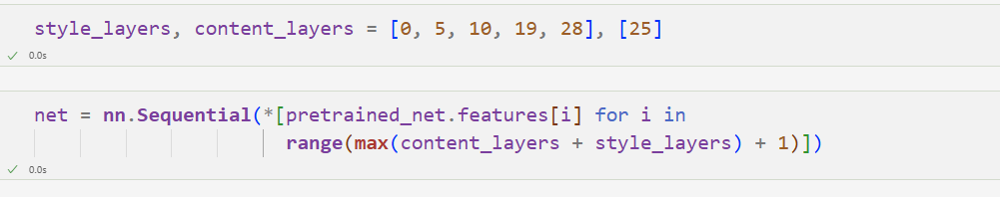 style_layers, content_layers = [0, 5, 10, 19, 28], [25]
0.0s
net = nn.Sequential(*[pretrained_net.features[i] for i in
range(max(content_layers + style_layers) + 1)])
0.0s